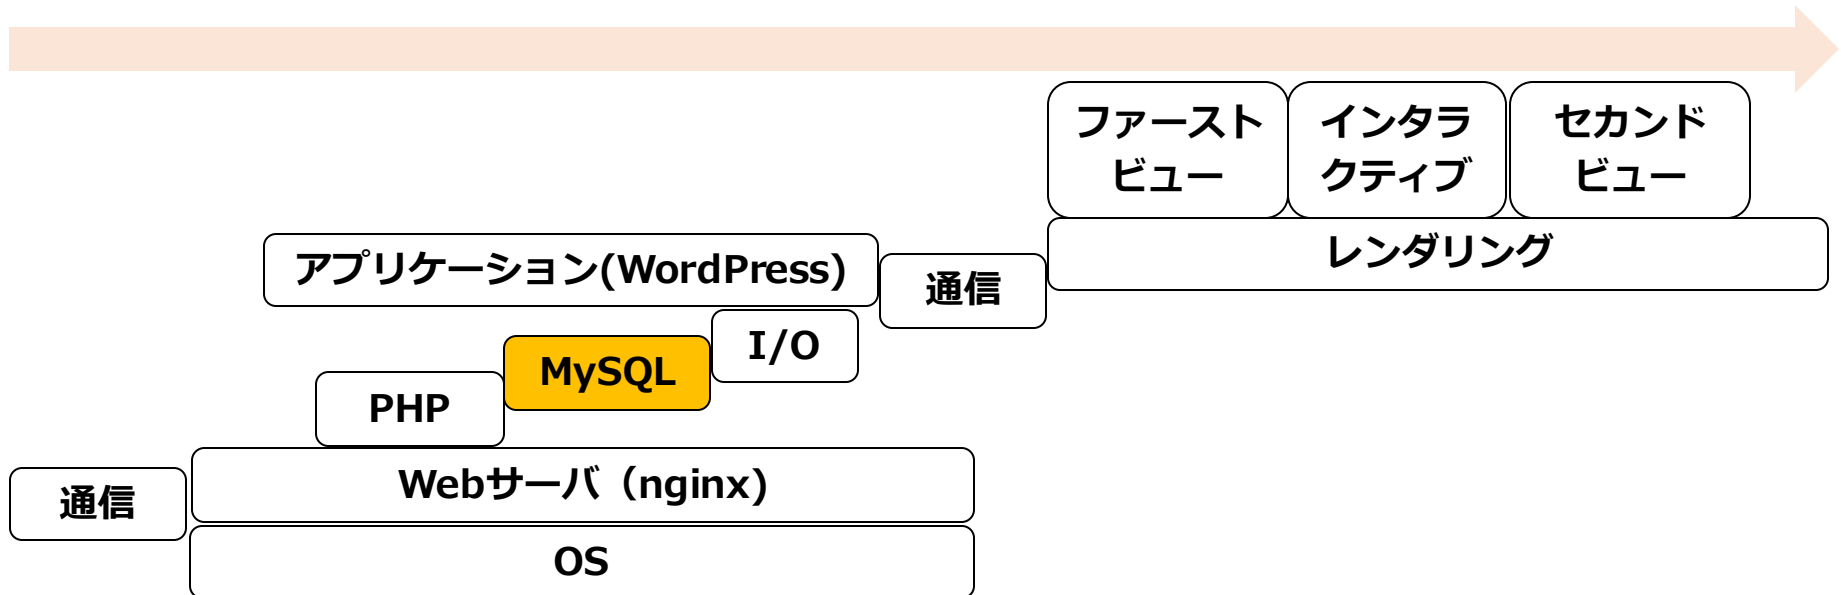 ファースト
ビュー
インタラ
クティブ
セカンド
ビュー
レンダリング
アプリケーション(WordPress)
通信
I/O
MySQL
PHP
Webサーバ（nginx)
通信
OS